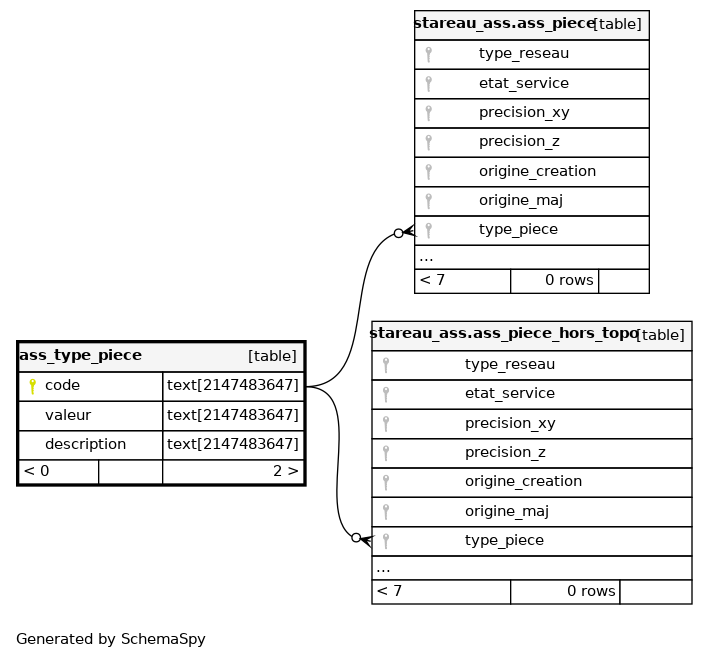 stareau_ass.ass_piece [table]
type_reseau
etat_service
precision_xy
precision_z
origine_creation
origine_maj
type_piece
...
< 7 0 rows
stareau_ass.ass_piece_hors_topo [table]
type_reseau
etat_service
precision_xy
precision_z
origine_creation
origine_maj
type_piece
...
< 7 0 rows
ass_type_piece [table]
code text[2147483647]
valeur text[2147483647]
description text[2147483647]
< 0 2 >
Generated by SchemaSpy